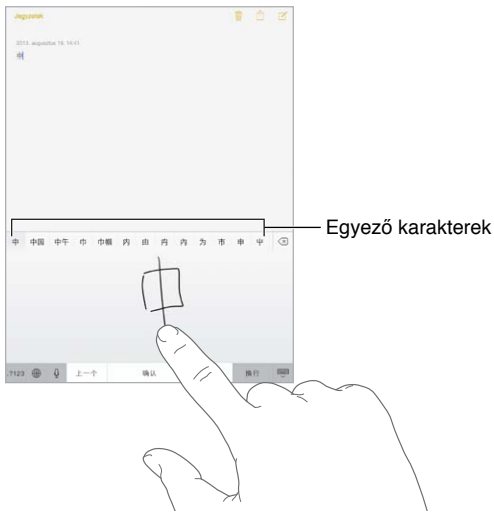 Jegyzetek
2013. augusztus 19. 14:41
中
Egyező karakterek
中 中国 中午 巾 巾帼 内 由 冉 内 为 市 申
.?123 上一个 确认 换行